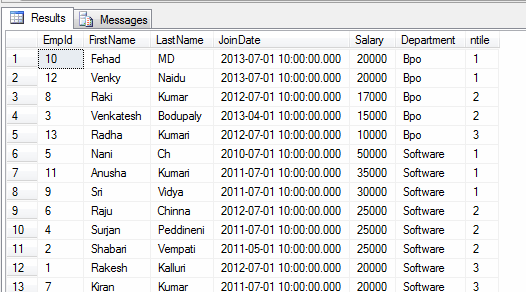 Results Messages
EmpId FirstName LastName JoinDate Salary Department ntile
1 10 Fehad MD 2013-07-01 10:00:00.000 20000 Bpo 1
2 12 Venky Naidu 2013-07-01 10:00:00.000 20000 Bpo 1
3 8 Raki Kumar 2012-07-01 10:00:00.000 17000 Bpo 2
4 3 Venkatesh Bodupaly 2013-04-01 10:00:00.000 15000 Bpo 2
5 13 Radha Kumari 2012-07-01 10:00:00.000 10000 Bpo 3
6 5 Nani Ch 2010-07-01 10:00:00.000 50000 Software 1
7 11 Anusha Kumari 2011-07-01 10:00:00.000 35000 Software 1
8 9 Sri Vidya 2011-07-01 10:00:00.000 30000 Software 1
9 6 Raju Chinna 2012-07-01 10:00:00.000 25000 Software 2
10 4 Surjan Peddineni 2011-07-01 10:00:00.000 25000 Software 2
11 2 Shabari Vempati 2011-05-01 10:00:00.000 25000 Software 2
12 1 Rakesh Kalluri 2012-07-01 10:00:00.000 20000 Software 3
13 7 Kiran Kumar 2011-07-01 10:00:00.000 20000 Software 3